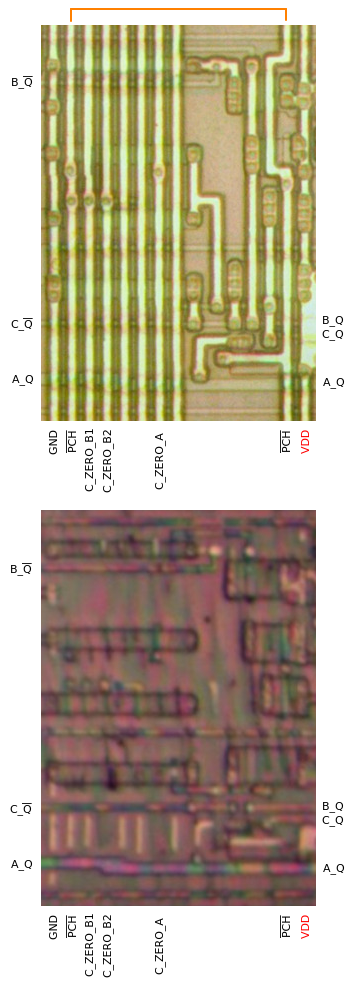 B_Q̅
C_Q̅
B_Q
C_Q
A_Q
A_Q
GND
P̅C̅H̅
C_ZERO_B1
C_ZERO_B2
C_ZERO_A
P̅C̅H̅
VDD
B_Q̅
C_Q̅
B_Q
C_Q
A_Q
A_Q
GND
P̅C̅H̅
C_ZERO_B1
C_ZERO_B2
C_ZERO_A
P̅C̅H̅
VDD